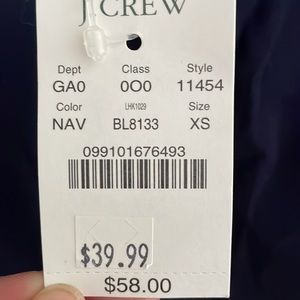 J.CREW
Dept Class Style
GA0 0O0 11454
Color LHK1029 Size
NAV BL8133 XS
099101676493
$39.99
$58.00